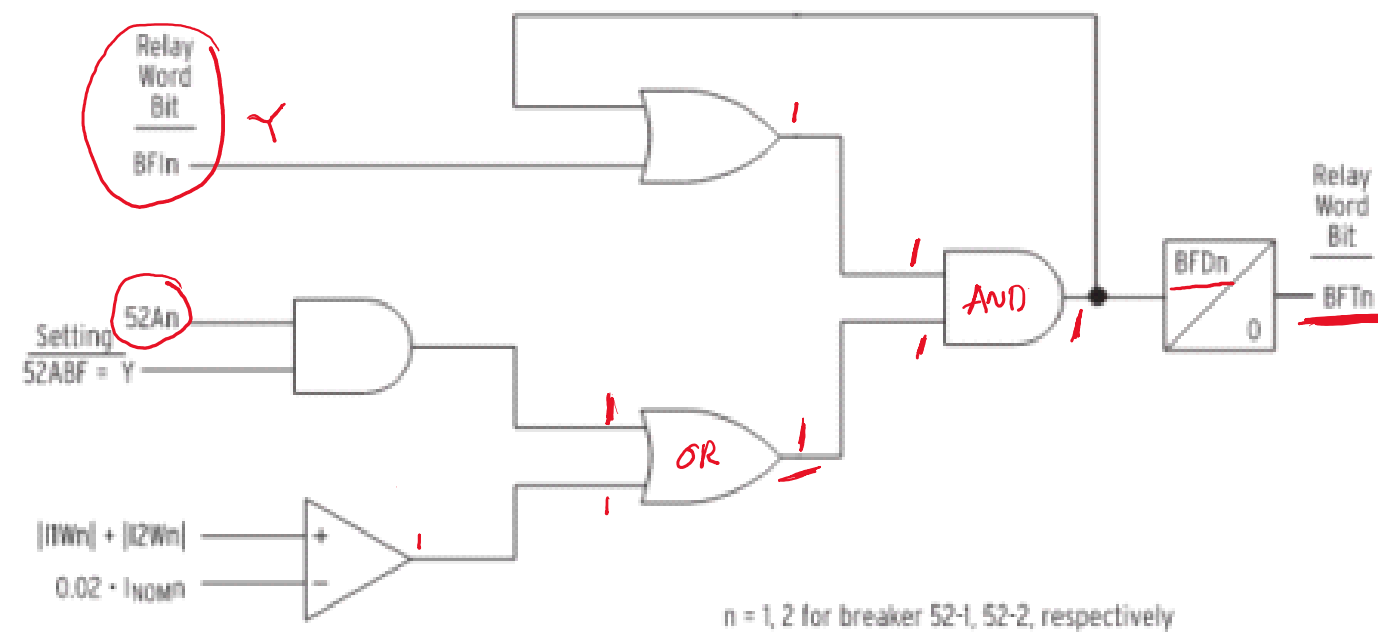 Relay
Word
Bit
BFIn
Y
1
52An
Setting
52ABF = Y
1
1
OR
1
1
1
|I1Wn| + |I2Wn|
0.02 • INOMn
1
1
AND
1
BFDn
0
Relay
Word
Bit
BFTn
n = 1, 2 for breaker 52-1, 52-2, respectively